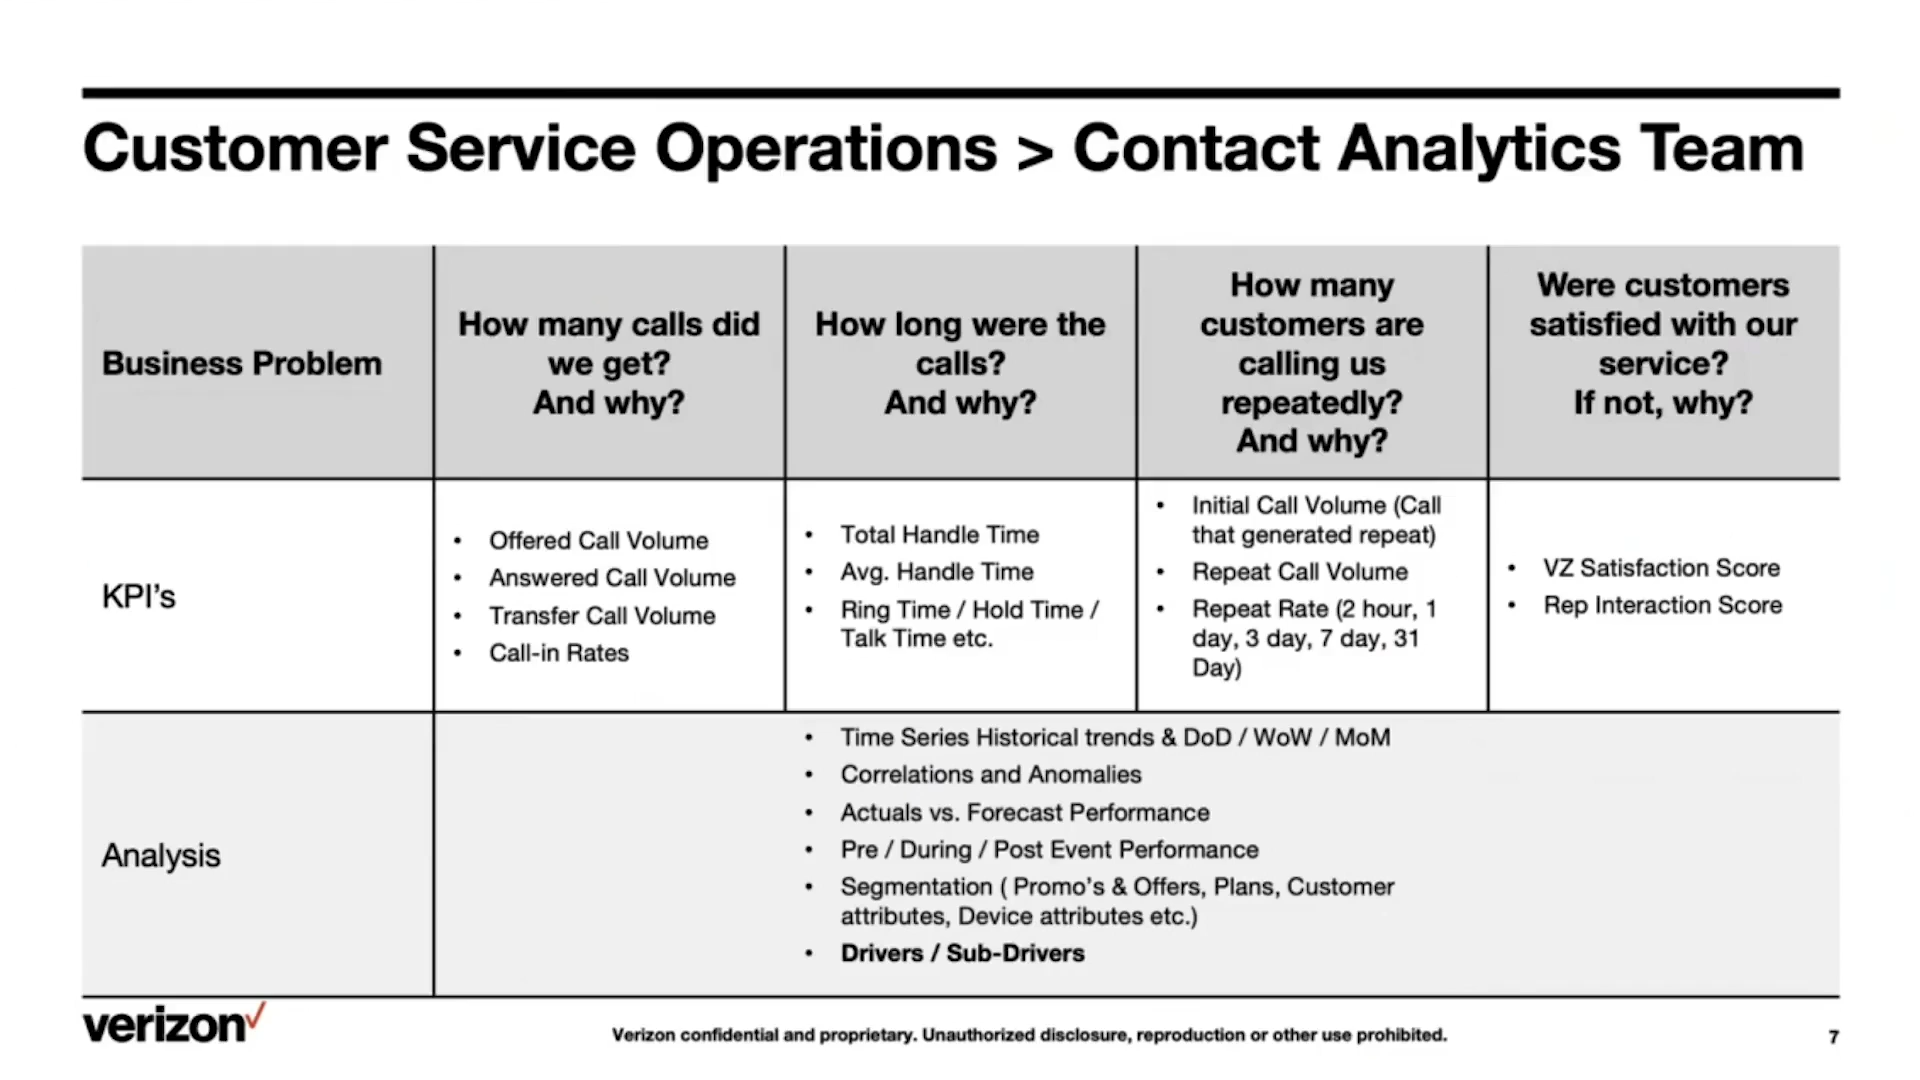 Customer Service Operations > Contact Analytics Team
Business Problem
How many calls did
we get?
And why?
How long were the
calls?
And why?
How many
customers are
calling us
repeatedly?
And why?
Were customers
satisfied with our
service?
If not, why?
KPI’s
• Offered Call Volume
• Answered Call Volume
• Transfer Call Volume
• Call-in Rates
• Total Handle Time
• Avg. Handle Time
• Ring Time / Hold Time /
Talk Time etc.
• Initial Call Volume (Call
that generated repeat)
• Repeat Call Volume
• Repeat Rate (2 hour, 1
day, 3 day, 7 day, 31
Day)
• VZ Satisfaction Score
• Rep Interaction Score
Analysis
• Time Series Historical trends & DoD / WoW / MoM
• Correlations and Anomalies
• Actuals vs. Forecast Performance
• Pre / During / Post Event Performance
• Segmentation ( Promo’s & Offers, Plans, Customer
attributes, Device attributes etc.)
• Drivers / Sub-Drivers
verizon
Verizon confidential and proprietary. Unauthorized disclosure, reproduction or other use prohibited.
7